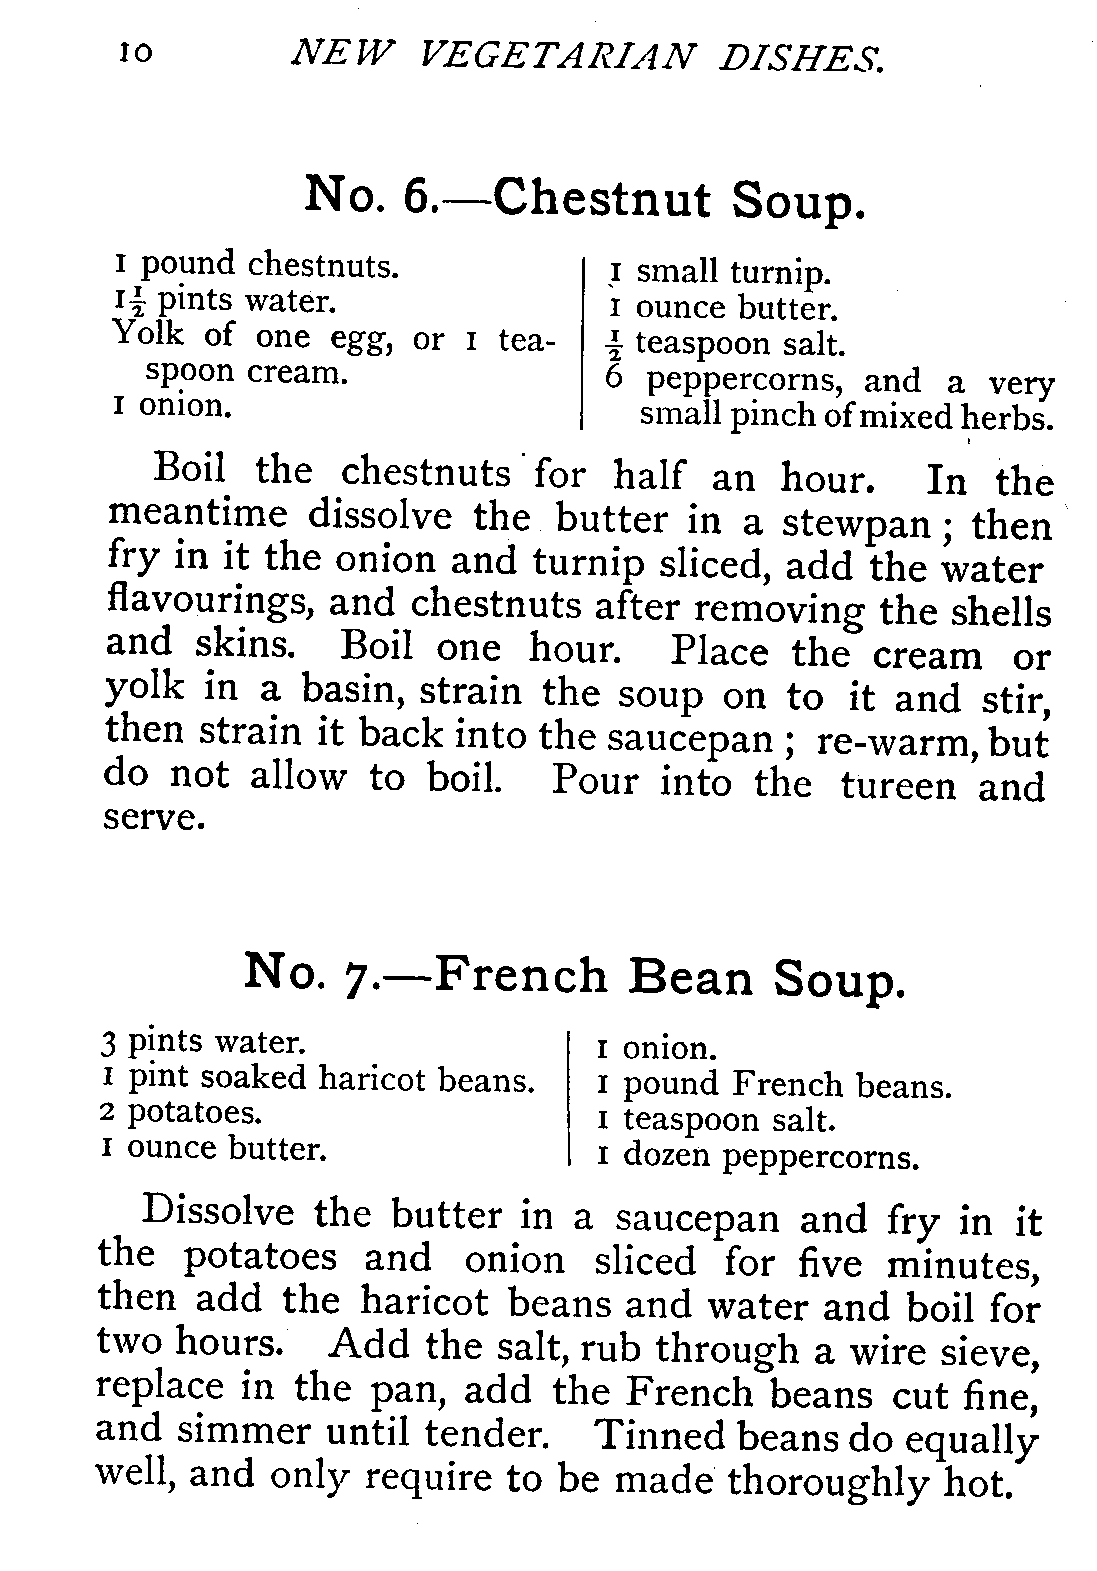 10 NEW VEGETARIAN DISHES.
No. 6.—Chestnut Soup.
1 pound chestnuts.
1½ pints water.
Yolk of one egg, or 1 tea-
spoon cream.
1 onion.
1 small turnip.
1 ounce butter.
½ teaspoon salt.
6 peppercorns, and a very
small pinch of mixed herbs.
Boil the chestnuts for half an hour. In the
meantime dissolve the butter in a stewpan ; then
fry in it the onion and turnip sliced, add the water
flavourings, and chestnuts after removing the shells
and skins. Boil one hour. Place the cream or
yolk in a basin, strain the soup on to it and stir,
then strain it back into the saucepan ; re-warm, but
do not allow to boil. Pour into the tureen and
serve.
No. 7.—French Bean Soup.
3 pints water.
1 pint soaked haricot beans.
2 potatoes.
1 ounce butter.
1 onion.
1 pound French beans.
1 teaspoon salt.
1 dozen peppercorns.
Dissolve the butter in a saucepan and fry in it
the potatoes and onion sliced for five minutes,
then add the haricot beans and water and boil for
two hours. Add the salt, rub through a wire sieve,
replace in the pan, add the French beans cut fine,
and simmer until tender. Tinned beans do equally
well, and only require to be made thoroughly hot.